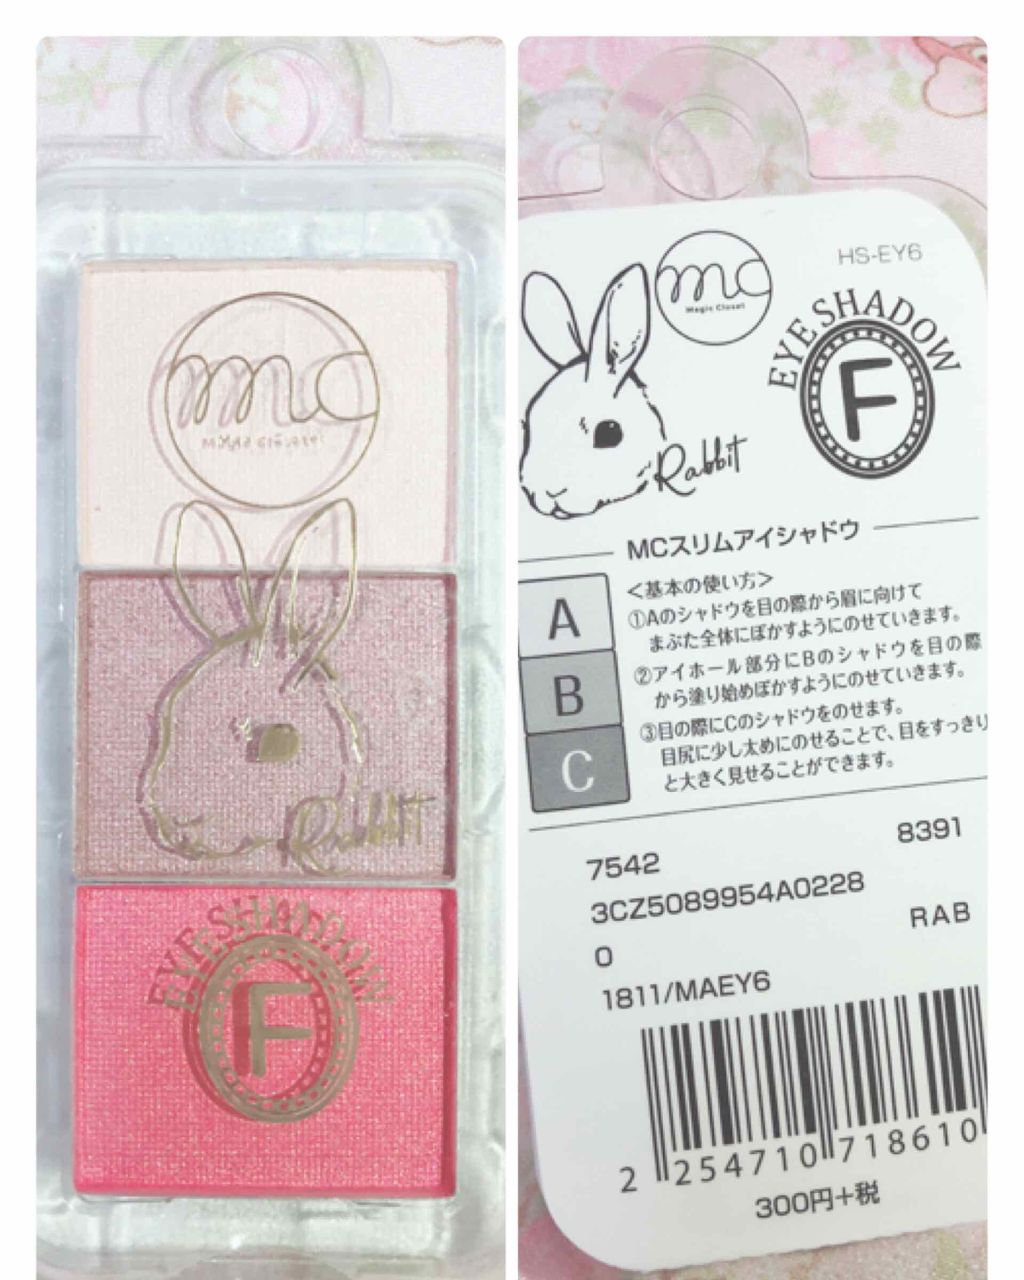 mc
Magic Closet
Rabbit
EYE SHADOW
F
HS-EY6
mc
Magic Closet
EYE SHADOW
F
Rabbit
MCスリムアイシャドウ
A
B
C
<基本の使い方>
①Aのシャドウを目の際から眉に向けて
まぶた全体にぼかすようにのせていきます。
②アイホール部分にBのシャドウを目の際
から塗り始めぼかすようにのせていきます。
③目の際にCのシャドウをのせます。
目尻に少し太めにのせることで、目をすっきり
と大きく見せることができます。
7542 8391
3CZ5089954A0228
0 RAB
1811/MAEY6
2 254710 718610
300円+税